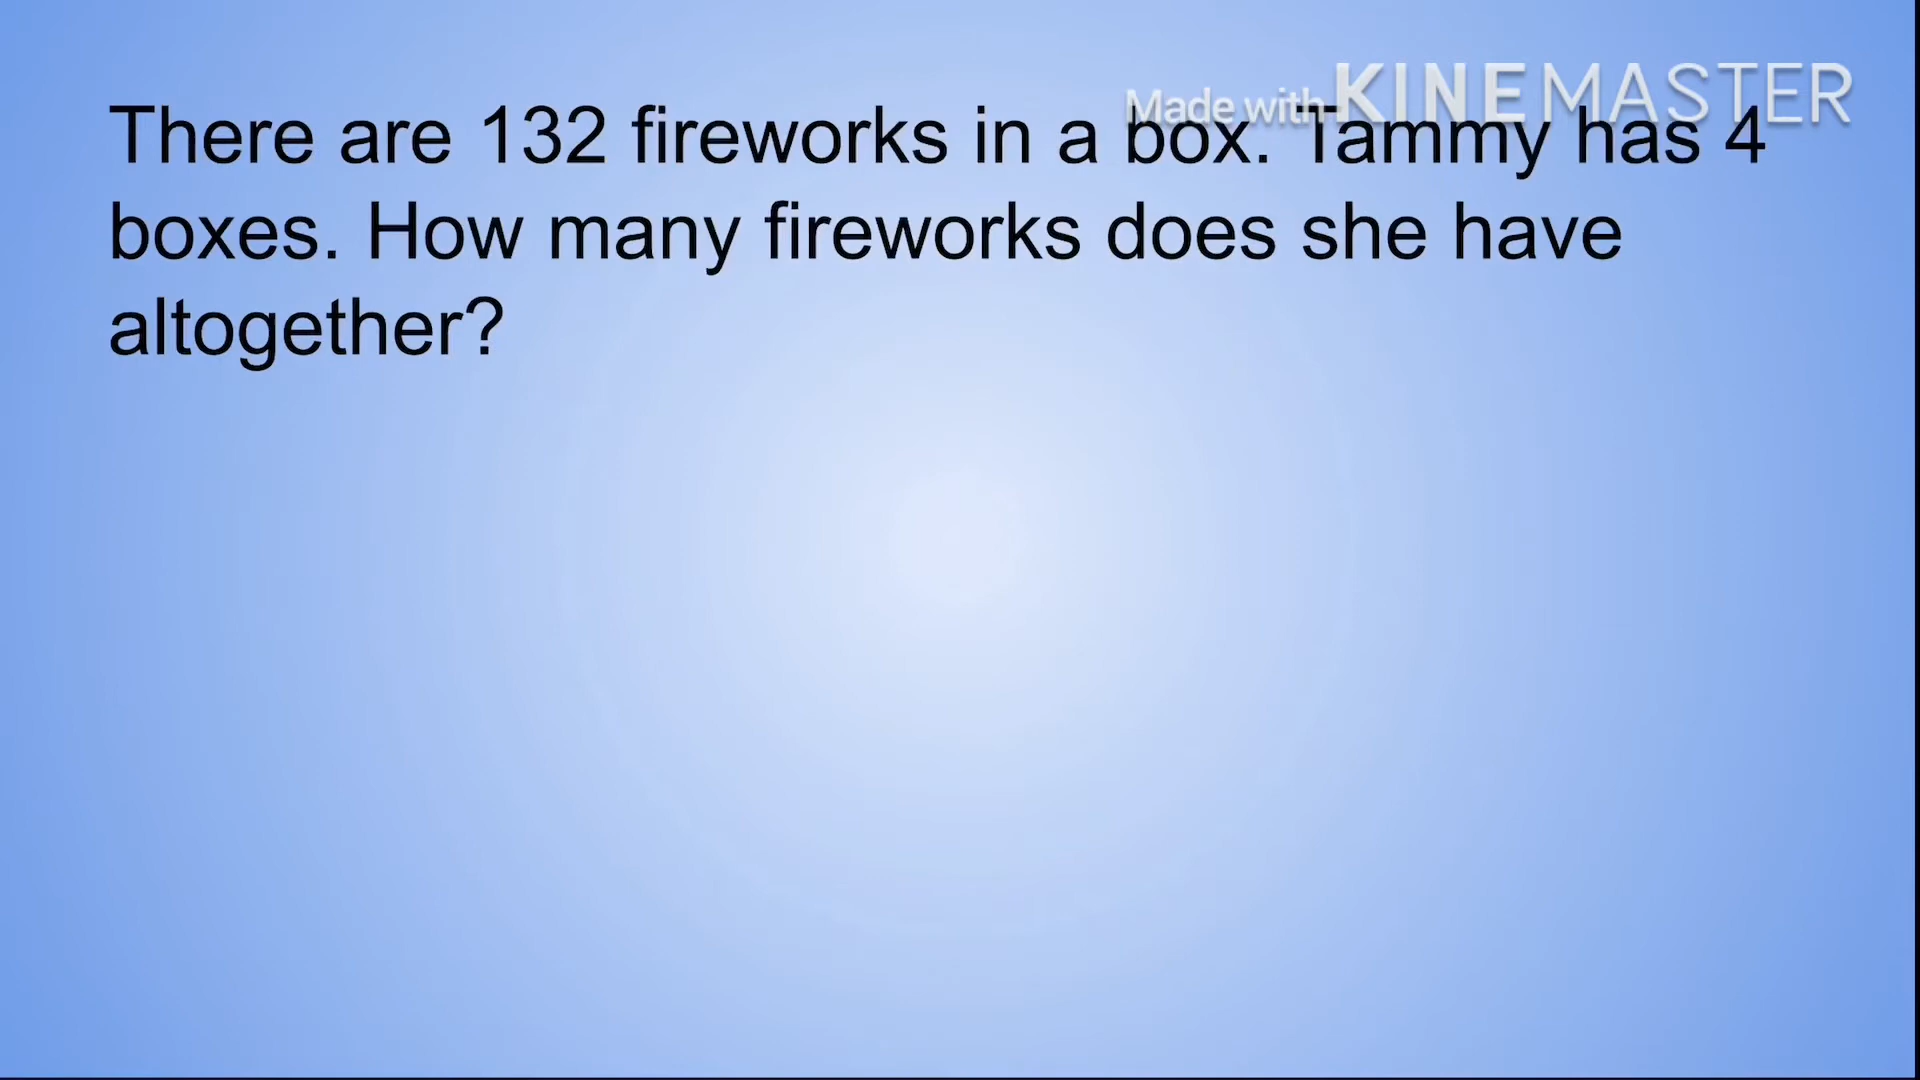 Made with KINEMASTER
There are 132 fireworks in a box. Tammy has 4
boxes. How many fireworks does she have
altogether?